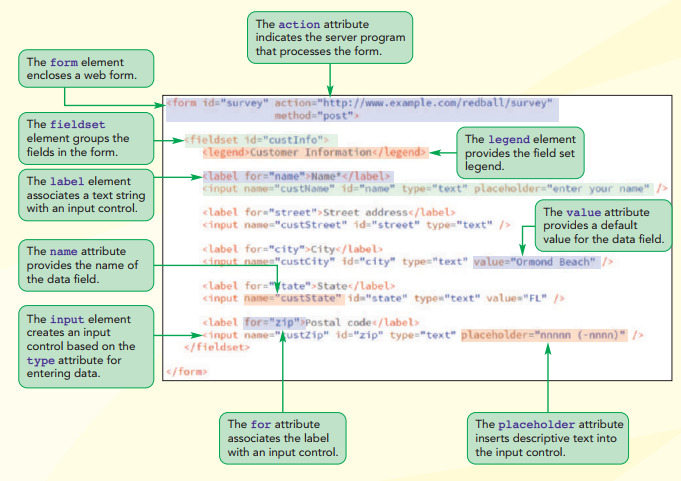 The action attribute
indicates the server program
that processes the form.
The form element
encloses a web form.
<form id="survey" action="http://www.example.com/redball/survey"
method="post">
The fieldset
element groups the
fields in the form.
<fieldset id="custInfo">
<legend>Customer Information</legend>
The legend element
provides the field set
legend.
The label element
associates a text string
with an input control.
<label for="name">Name*</label>
<input name="custName" id="name" type="text" placeholder="enter your name" />
<label for="street">Street address</label>
<input name="custStreet" id="street" type="text" />
The value attribute
provides a default
value for the data field.
The name attribute
provides the name of
the data field.
<label for="city">City</label>
<input name="custCity" id="city" type="text" value="Ormond Beach" />
<label for="state">State</label>
<input name="custState" id="state" type="text" value="FL" />
The input element
creates an input
control based on the
type attribute for
entering data.
<label for="zip">Postal code</label>
<input name="custZip" id="zip" type="text" placeholder="nnnnn (-nnnn)" />
</fieldset>
</form>
The for attribute
associates the label
with an input control.
The placeholder attribute
inserts descriptive text into
the input control.